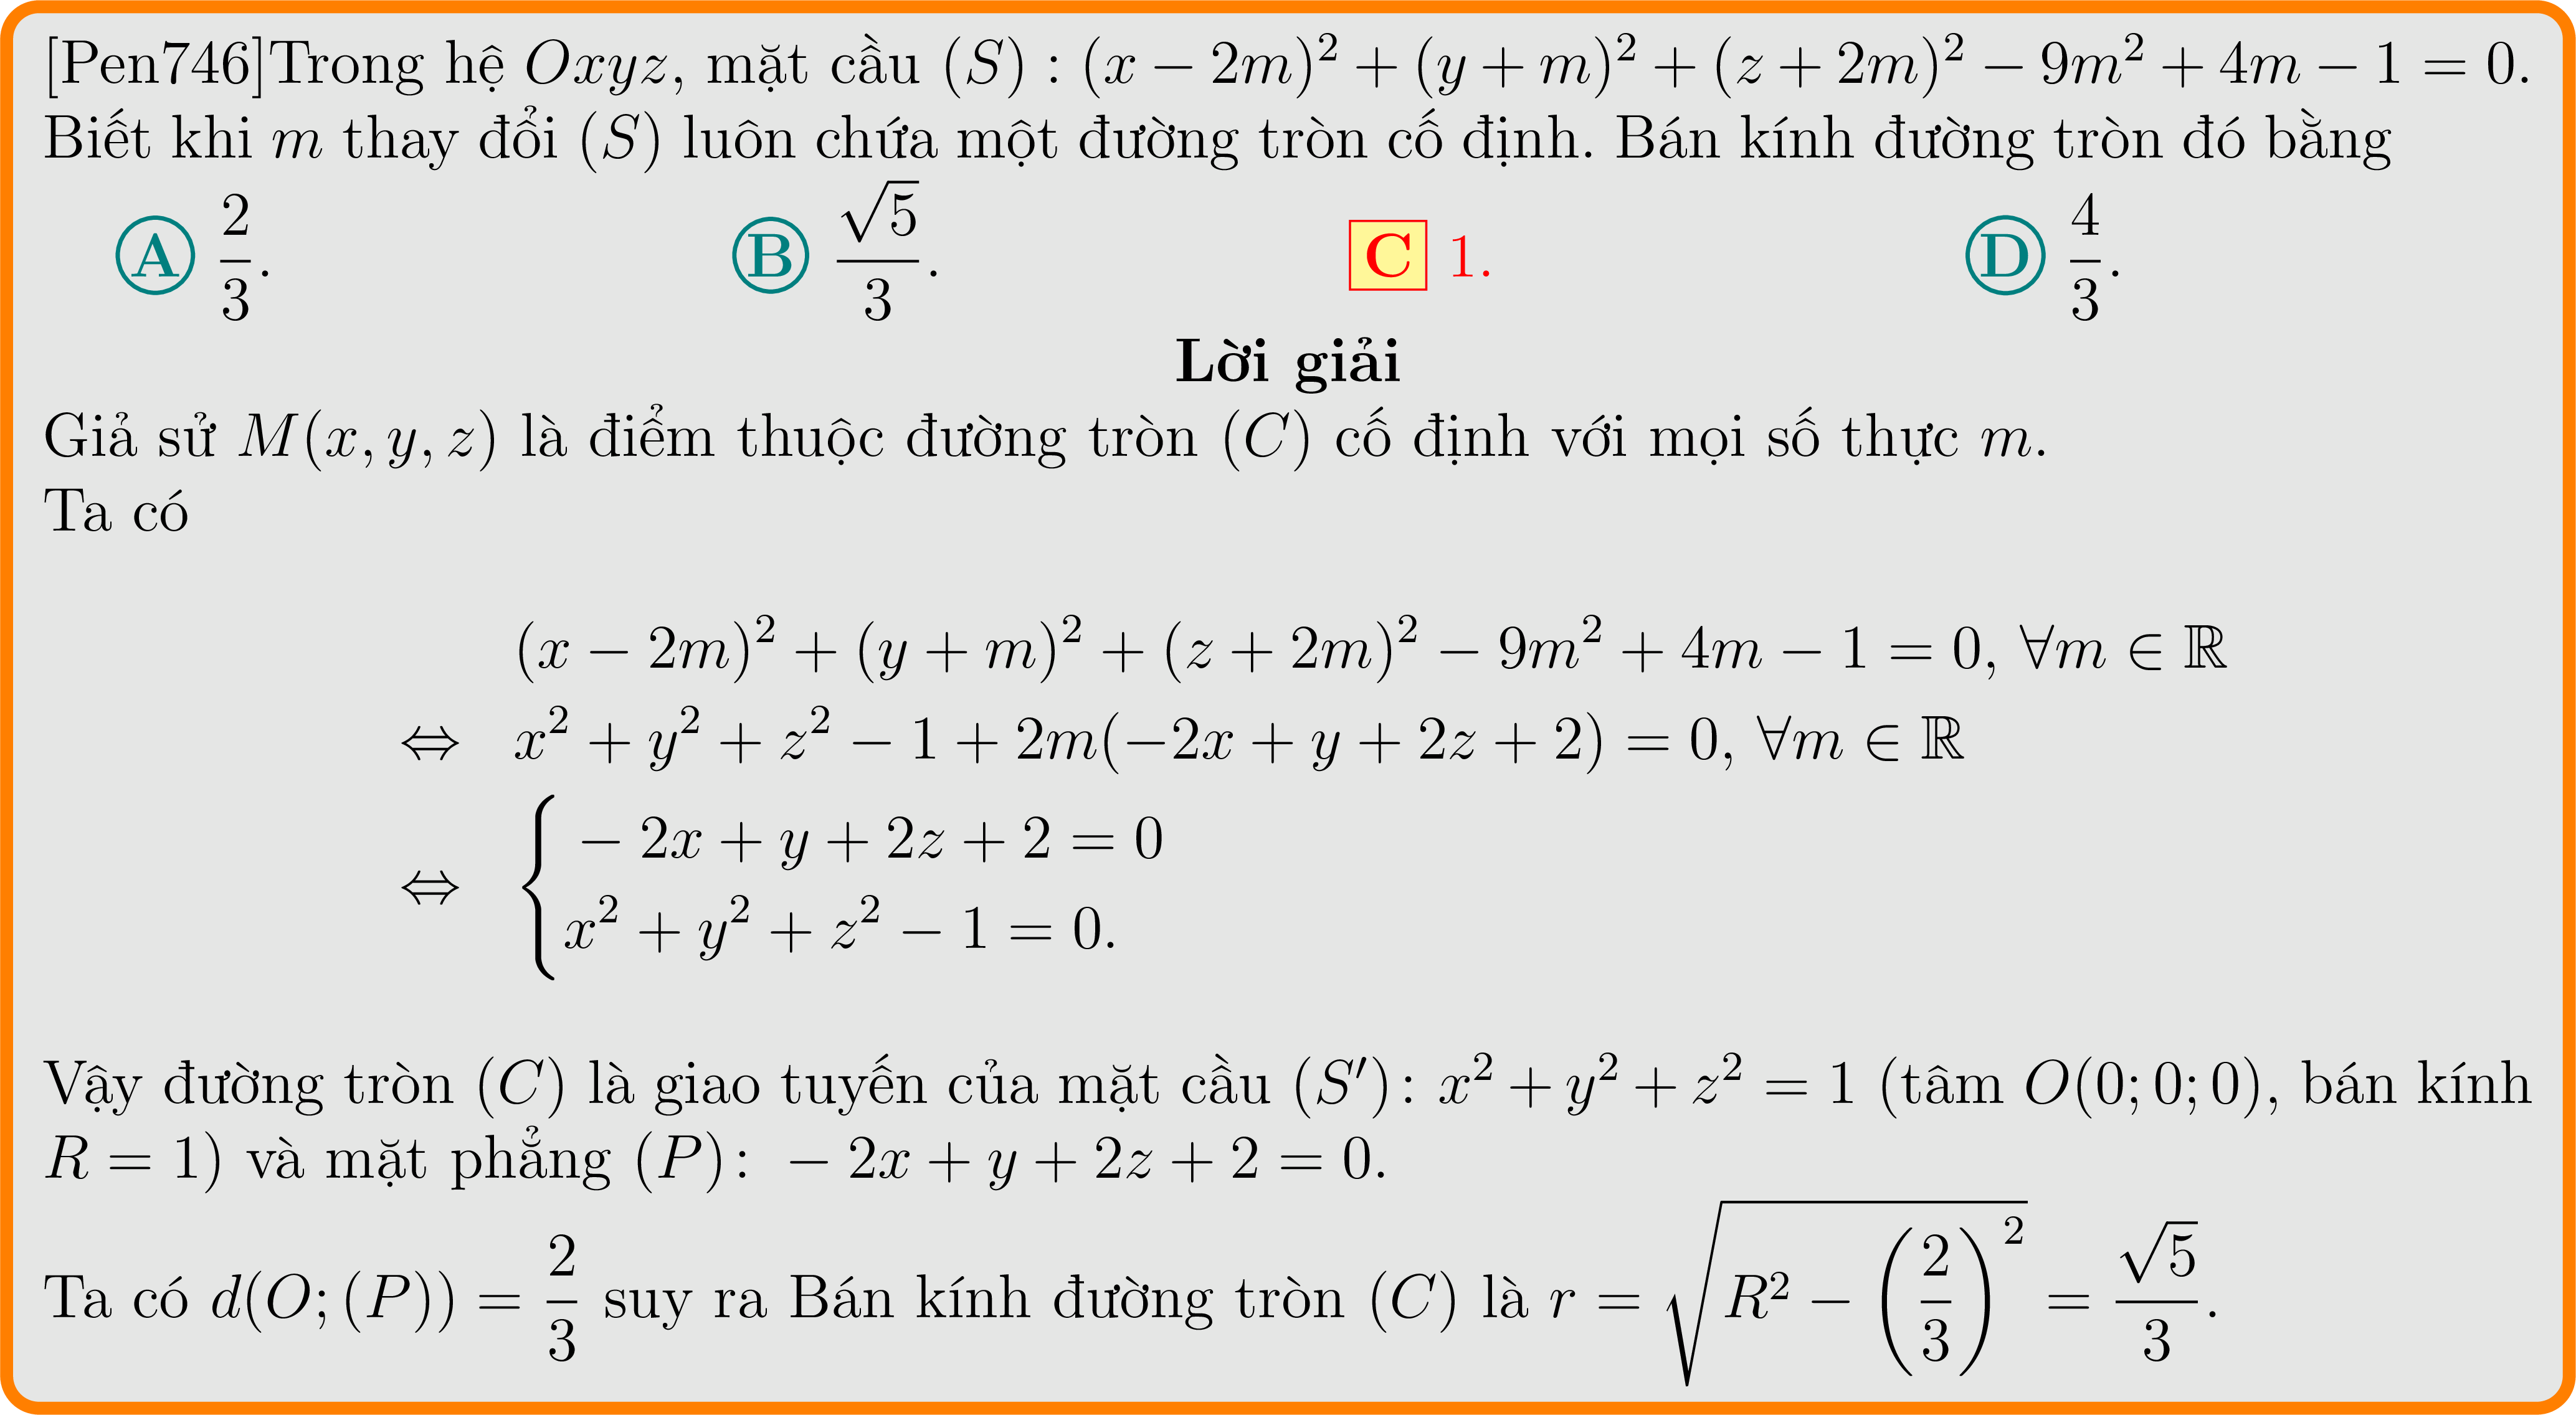 [Pen746]Trong hệ $Oxyz$, mặt cầu $(S) : (x - 2m)^2 + (y + m)^2 + (z + 2m)^2 - 9m^2 + 4m - 1 = 0$.
Biết khi $m$ thay đổi $(S)$ luôn chứa một đường tròn cố định. Bán kính đường tròn đó bằng
A $\dfrac{2}{3}$. B $\dfrac{\sqrt{5}}{3}$. C 1. D $\dfrac{4}{3}$.
Lời giải
Giả sử $M(x, y, z)$ là điểm thuộc đường tròn $(C)$ cố định với mọi số thực $m$.
Ta có
$(x - 2m)^2 + (y + m)^2 + (z + 2m)^2 - 9m^2 + 4m - 1 = 0, \forall m \in \mathbb{R}$
$\Leftrightarrow x^2 + y^2 + z^2 - 1 + 2m(-2x + y + 2z + 2) = 0, \forall m \in \mathbb{R}$
$\Leftrightarrow \begin{cases} -2x + y + 2z + 2 = 0 \\ x^2 + y^2 + z^2 - 1 = 0. \end{cases}$
Vậy đường tròn $(C)$ là giao tuyến của mặt cầu $(S')$: $x^2 + y^2 + z^2 = 1$ (tâm $O(0; 0; 0)$, bán kính
$R = 1$) và mặt phẳng $(P)$: $-2x + y + 2z + 2 = 0$.
Ta có $d(O; (P)) = \dfrac{2}{3}$ suy ra Bán kính đường tròn $(C)$ là $r = \sqrt{R^2 - \left(\dfrac{2}{3}\right)^2} = \dfrac{\sqrt{5}}{3}$.